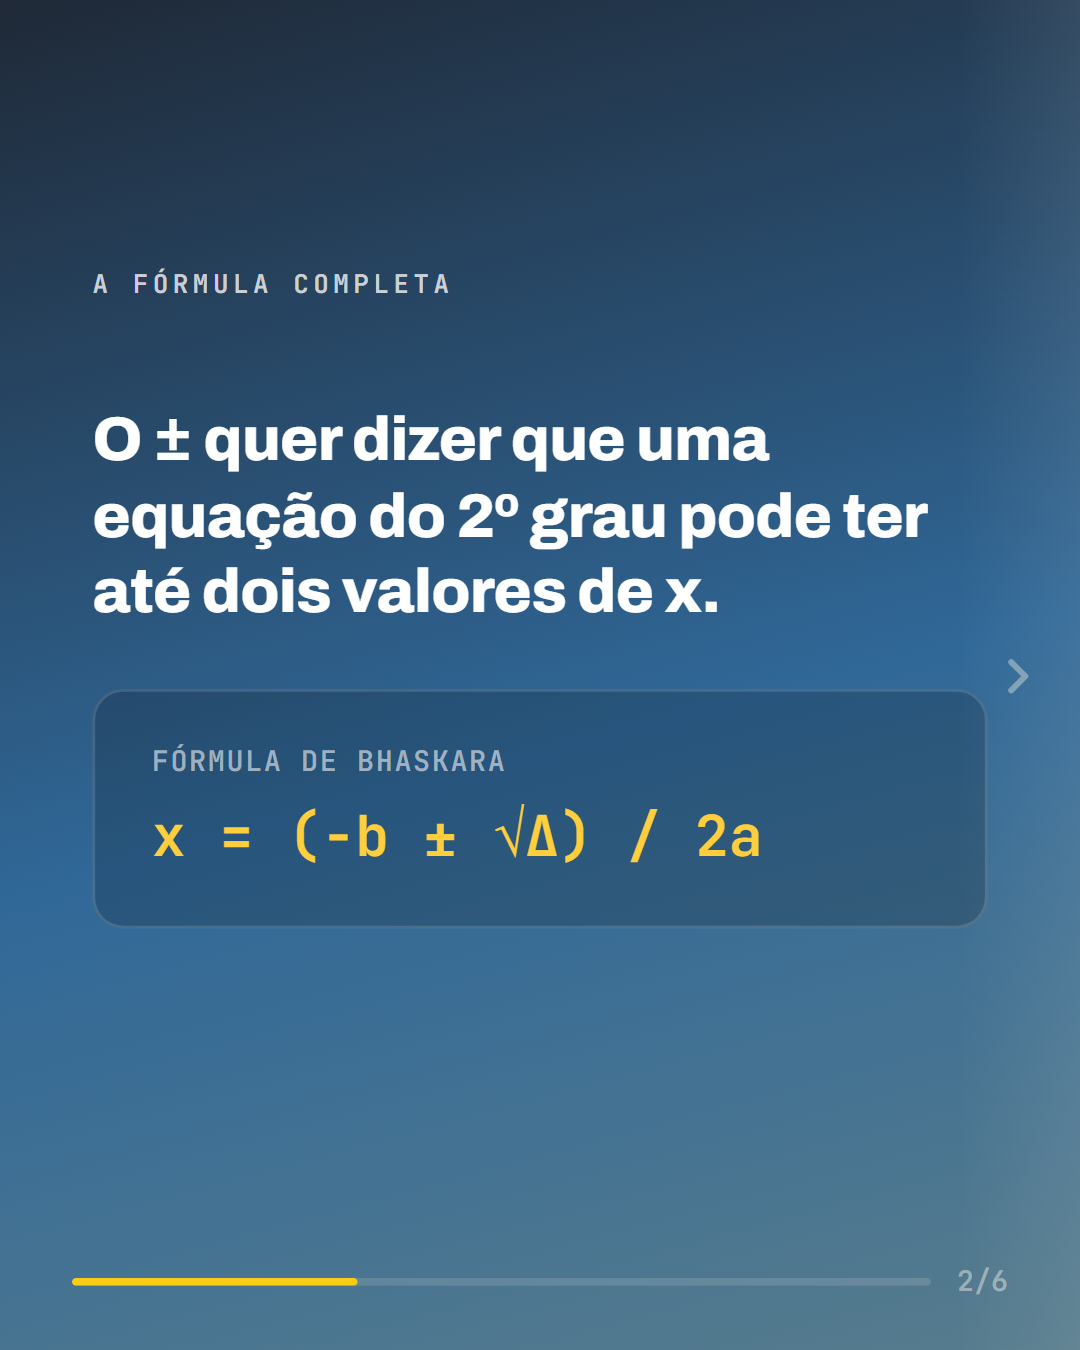 A FÓRMULA COMPLETA
O ± quer dizer que uma
equação do 2º grau pode ter
até dois valores de x.
FÓRMULA DE BHASKARA
x = (-b ± √Δ) / 2a
2/6